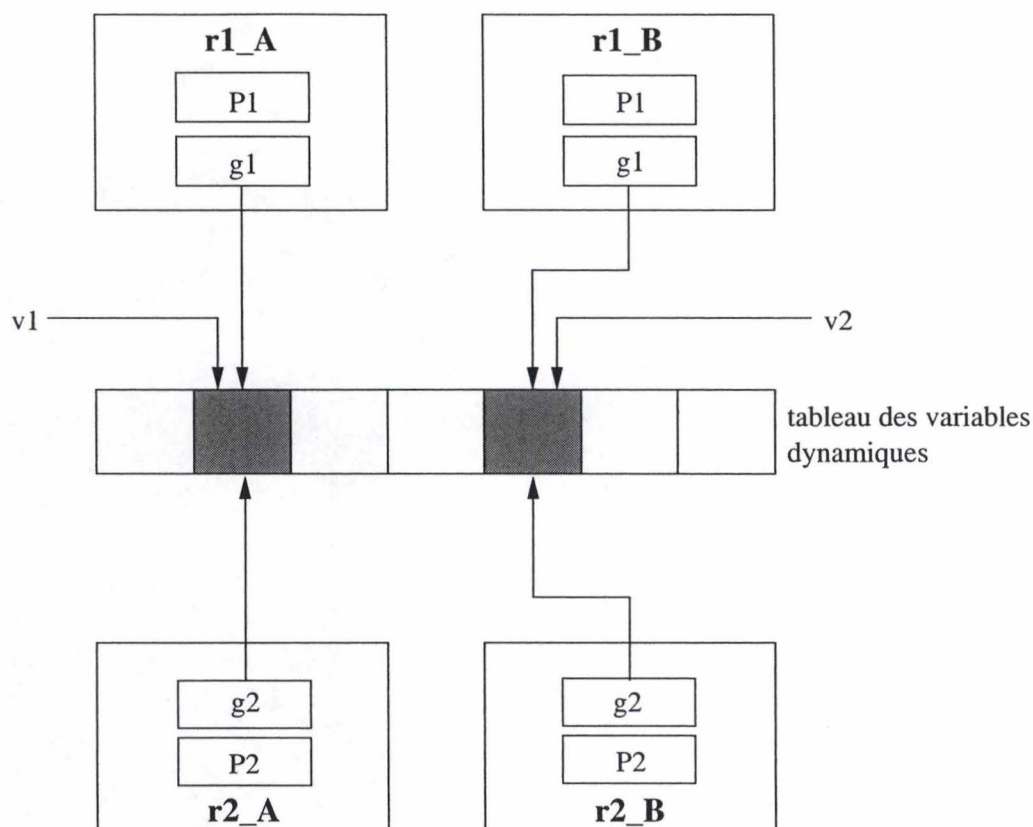 r1_A
P1
g1
r1_B
P1
g1
v1
v2
tableau des variables
dynamiques
g2
P2
r2_A
g2
P2
r2_B